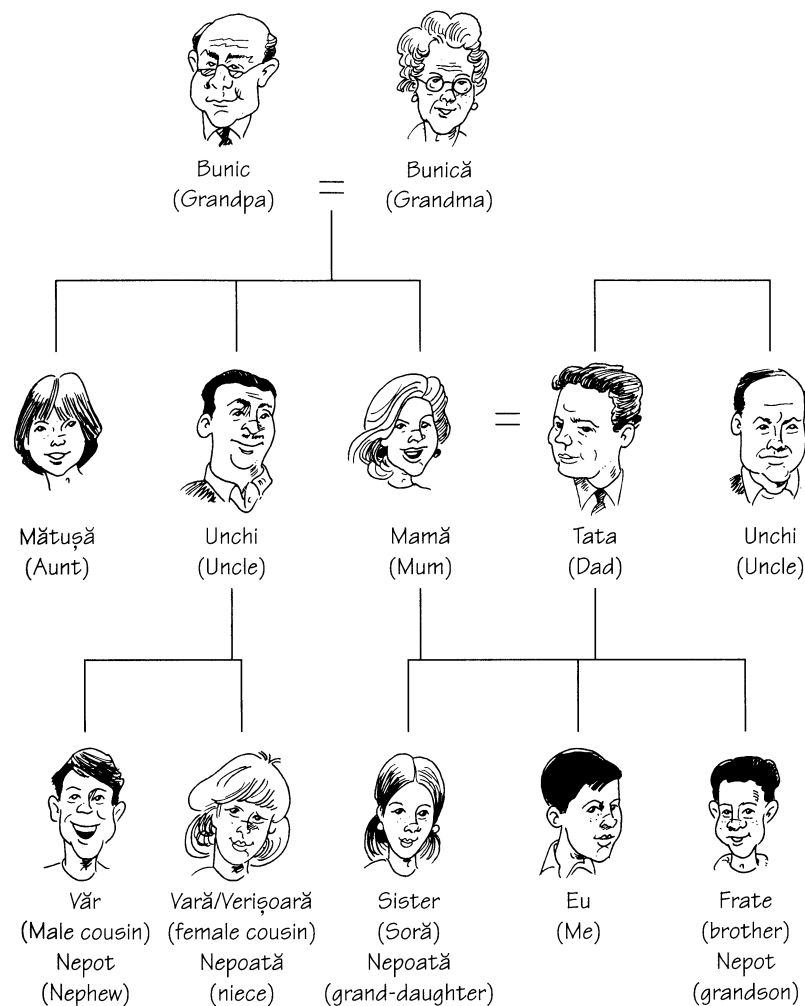 Bunic
(Grandpa)
Bunică
(Grandma)
=
Mătușă
(Aunt)
Unchi
(Uncle)
Mamă
(Mum)
=
Tata
(Dad)
Unchi
(Uncle)
Văr
(Male cousin)
Nepot
(Nephew)
Vară/Verișoară
(female cousin)
Nepoată
(niece)
Sister
(Soră)
Nepoată
(grand-daughter)
Eu
(Me)
Frate
(brother)
Nepot
(grandson)